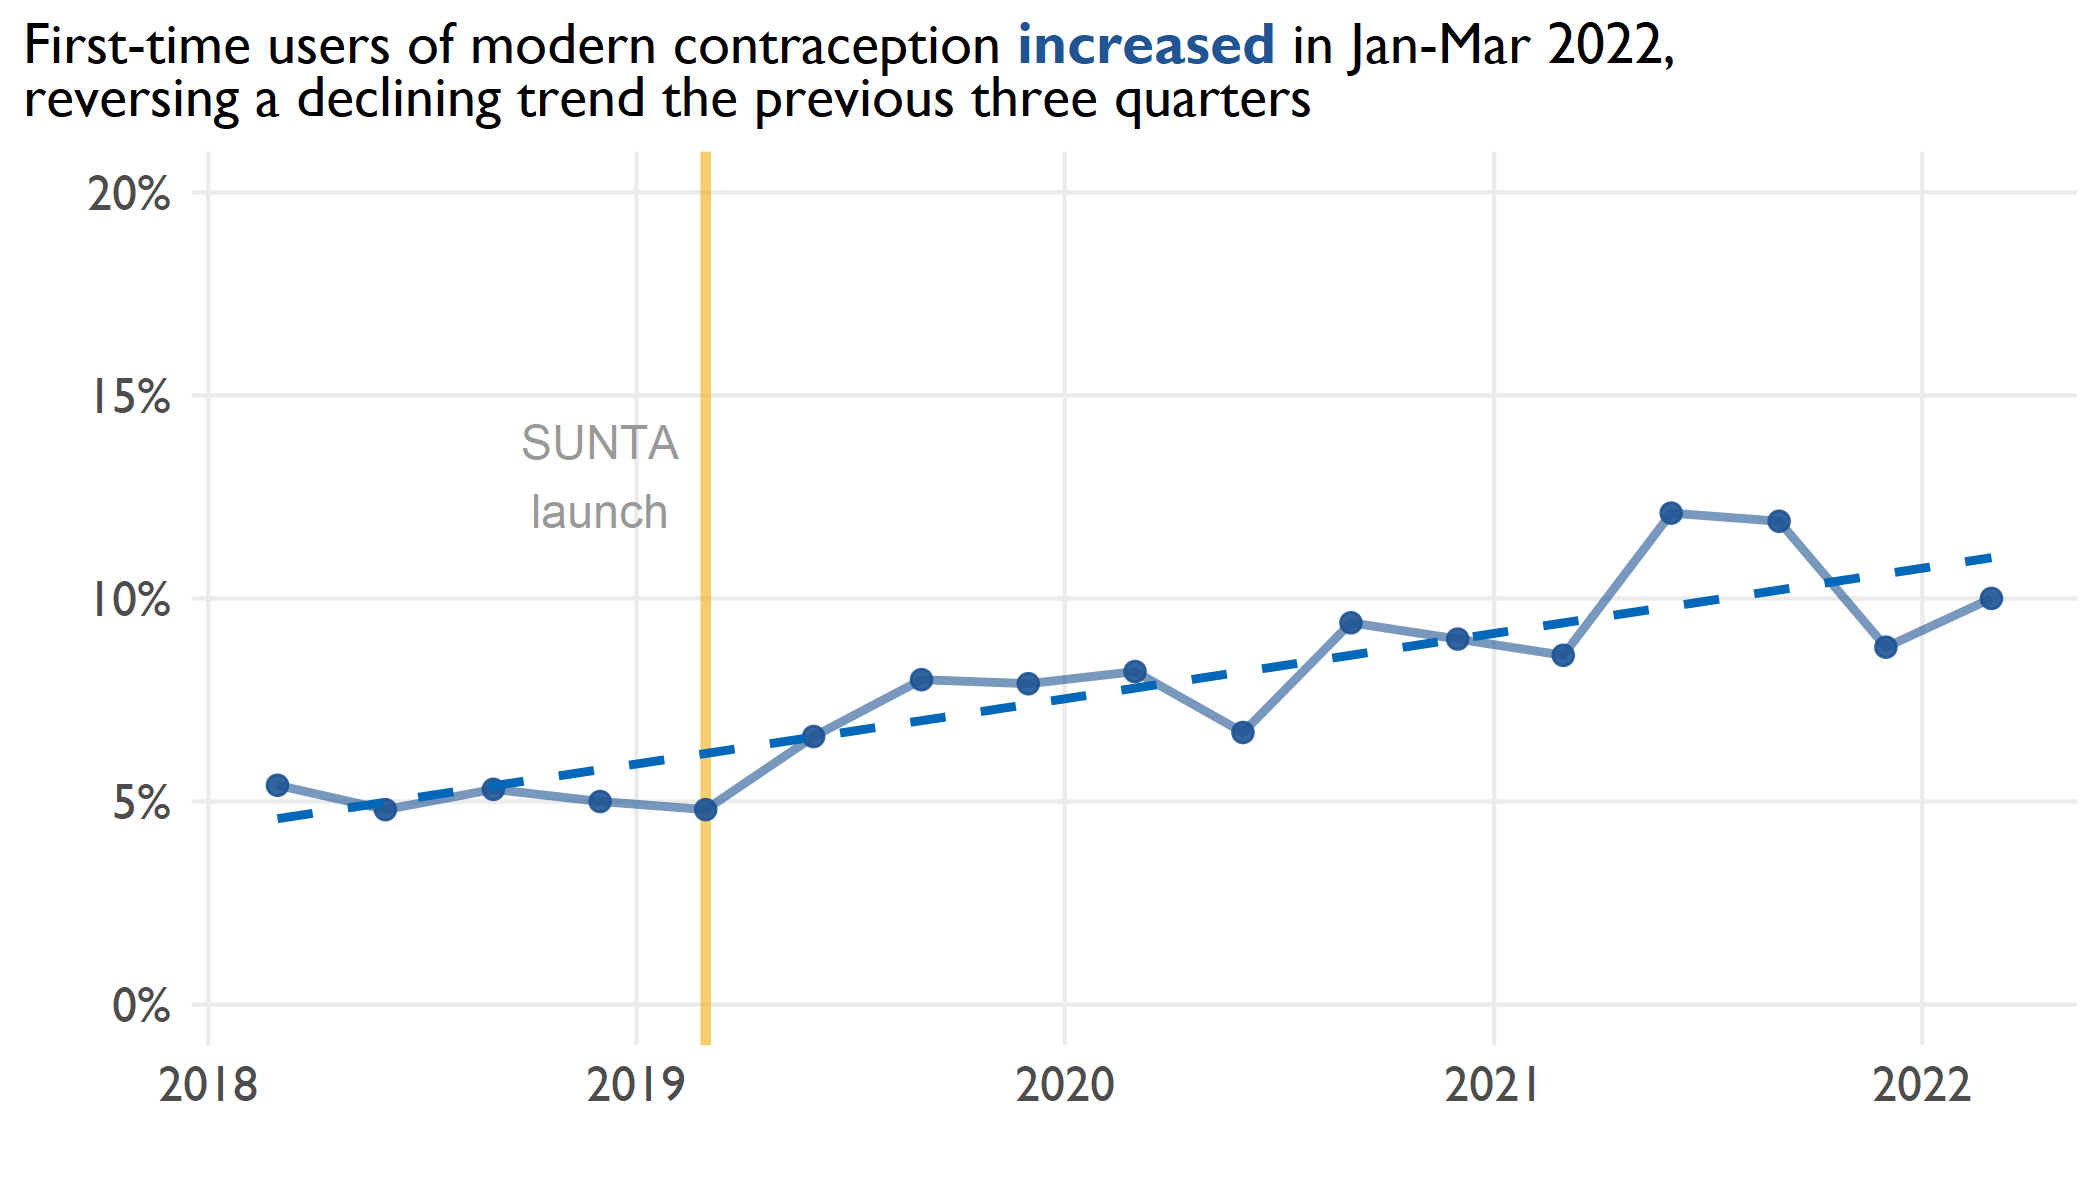 First-time users of modern contraception increased in Jan-Mar 2022,
reversing a declining trend the previous three quarters
20%
15%
SUNTA
launch
10%
5%
0%
2018 2019 2020 2021 2022